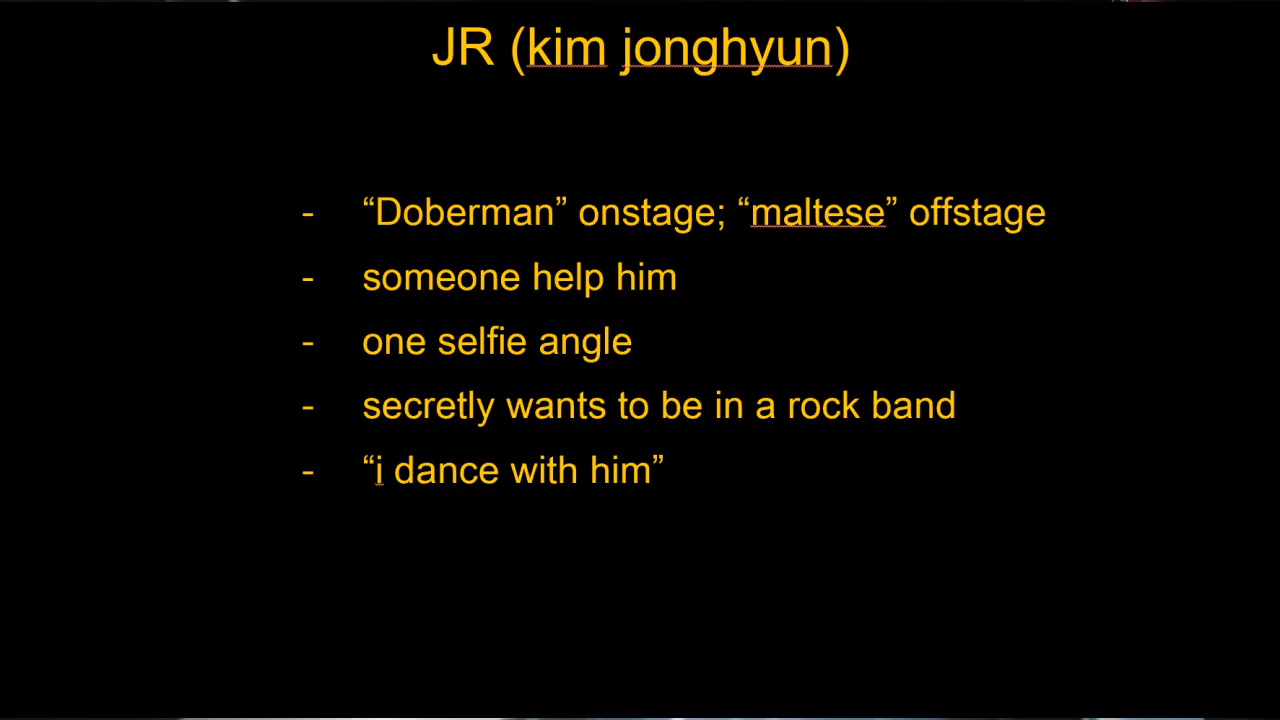 JR (kim jonghyun)
- “Doberman” onstage; “maltese” offstage
- someone help him
- one selfie angle
- secretly wants to be in a rock band
- “i dance with him”